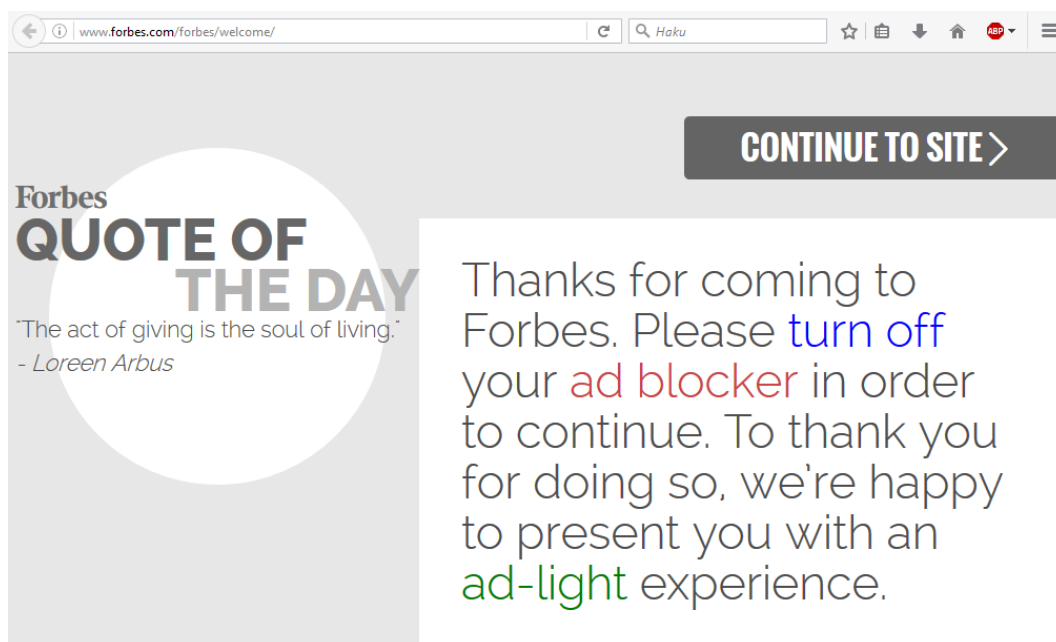 www.forbes.com/forbes/welcome/
Haku
ABP
CONTINUE TO SITE
Forbes
QUOTE OF
THE DAY
"The act of giving is the soul of living."
- Loreen Arbus
Thanks for coming to
Forbes. Please turn off
your ad blocker in order
to continue. To thank you
for doing so, we're happy
to present you with an
ad-light experience.